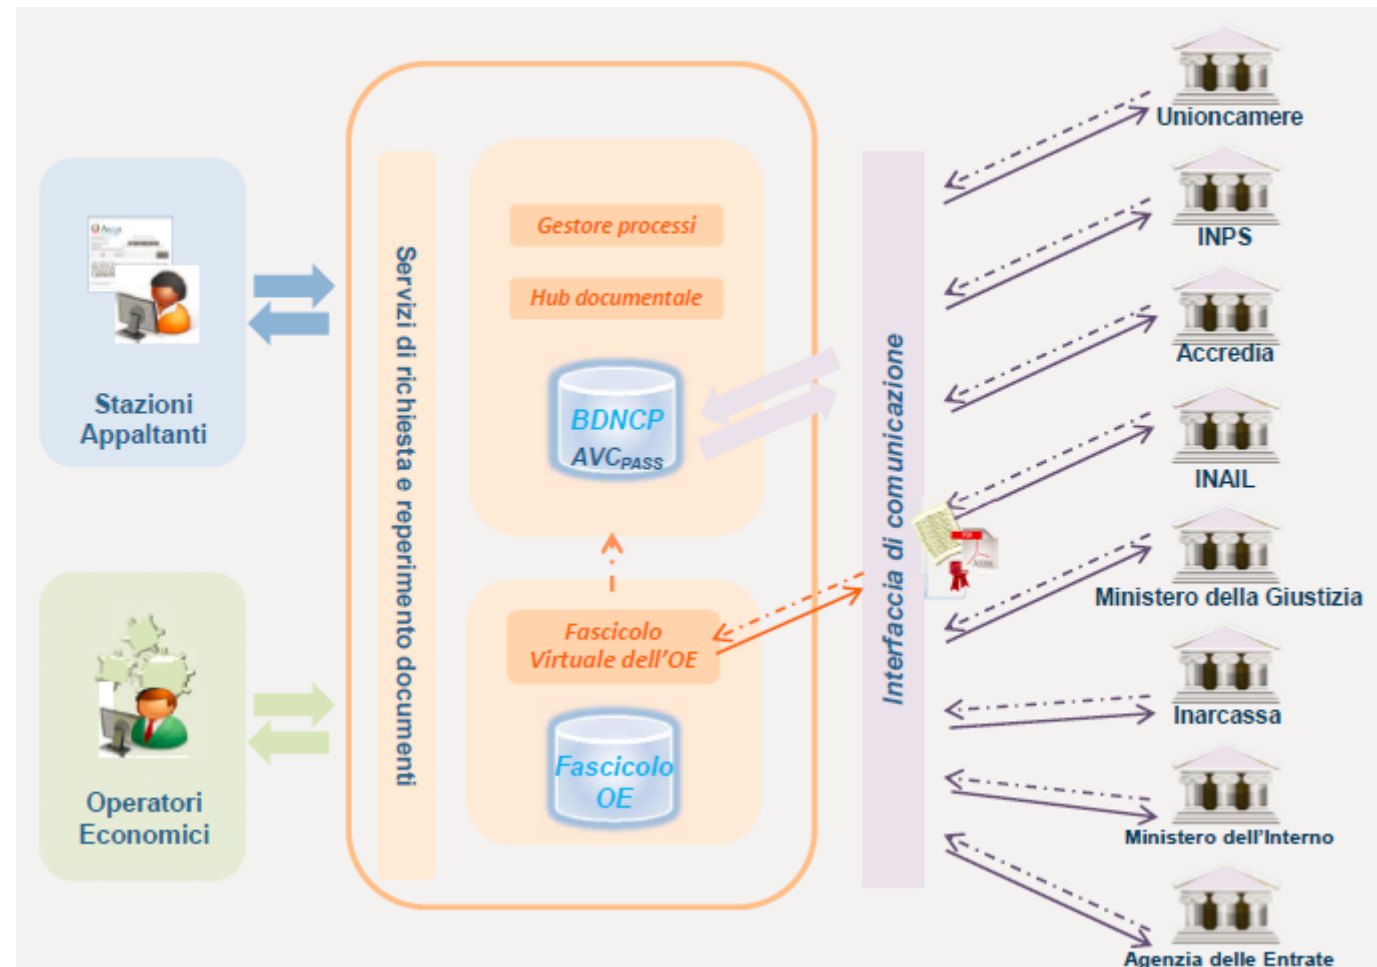 Stazioni
Appaltanti
Operatori
Economici
Servizi di richiesta e reperimento documenti
Gestore processi
Hub documentale
BDNCP
AVCPASS
Fascicolo
Virtuale dell'OE
Fascicolo
OE
Interfaccia di comunicazione
PDF
Unioncamere
INPS
Accredia
INAIL
Ministero della Giustizia
Inarcassa
Ministero dell'Interno
Agenzia delle Entrate